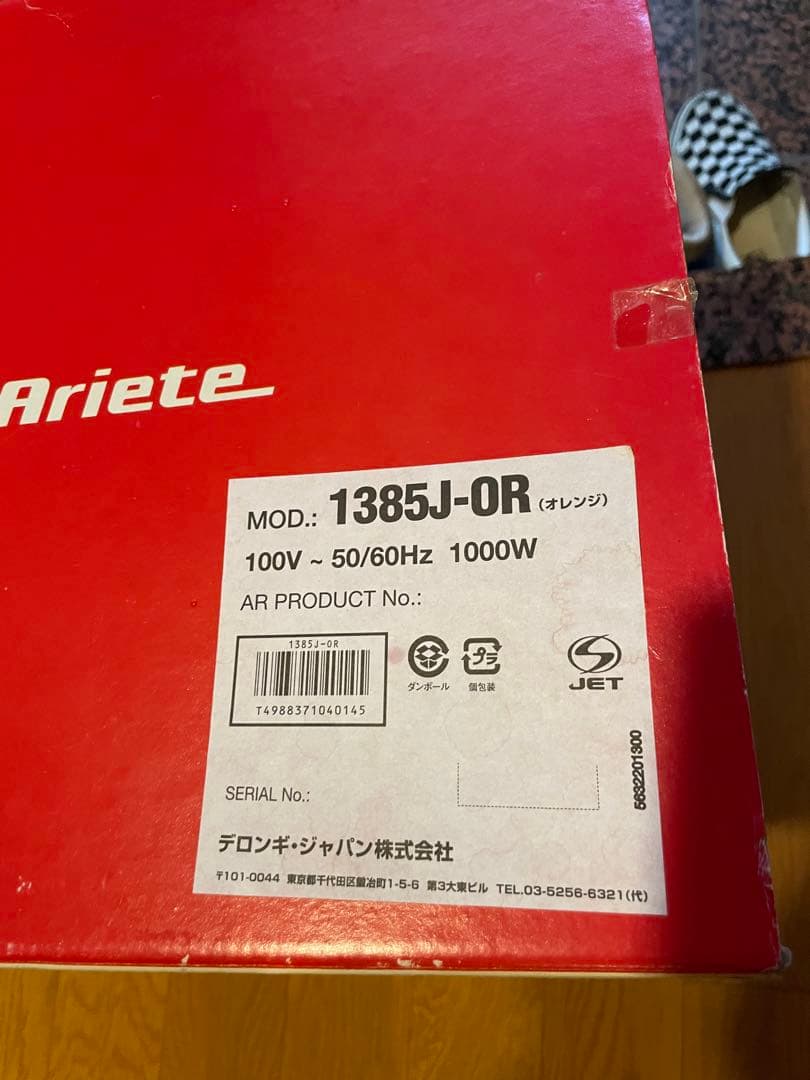 Ariete
MOD.: 1385J-OR (オレンジ)
100V ~ 50/60Hz 1000W
AR PRODUCT No.:
1385J-OR
T4988371040145
ダンボール
プラ
個包装
JET
SERIAL No.:
5632201300
デロンギ・ジャパン株式会社
〒101-0044 東京都千代田区鍛冶町1-5-6 第3大東ビル TEL.03-5256-6321(代)